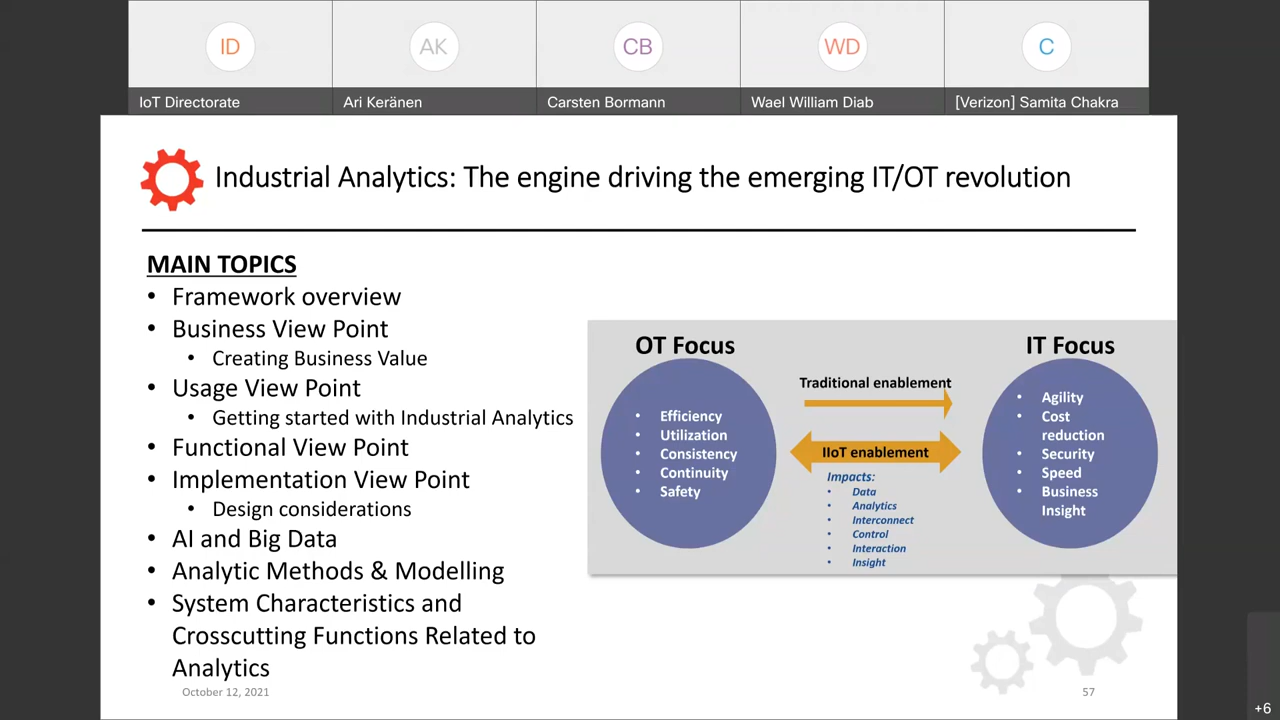 ID
AK
CB
WD
C
IoT Directorate
Ari Keränen
Carsten Bormann
Wael William Diab
[Verizon] Samita Chakra
Industrial Analytics: The engine driving the emerging IT/OT revolution
MAIN TOPICS
• Framework overview
• Business View Point
• Creating Business Value
• Usage View Point
• Getting started with Industrial Analytics
• Functional View Point
• Implementation View Point
• Design considerations
• AI and Big Data
• Analytic Methods & Modelling
• System Characteristics and
Crosscutting Functions Related to
Analytics
OT Focus
• Efficiency
• Utilization
• Consistency
• Continuity
• Safety
Traditional enablement
IIoT enablement
Impacts:
• Data
• Analytics
• Interconnect
• Control
• Interaction
• Insight
IT Focus
• Agility
• Cost
reduction
• Security
• Speed
• Business
Insight
October 12, 2021
57
+6